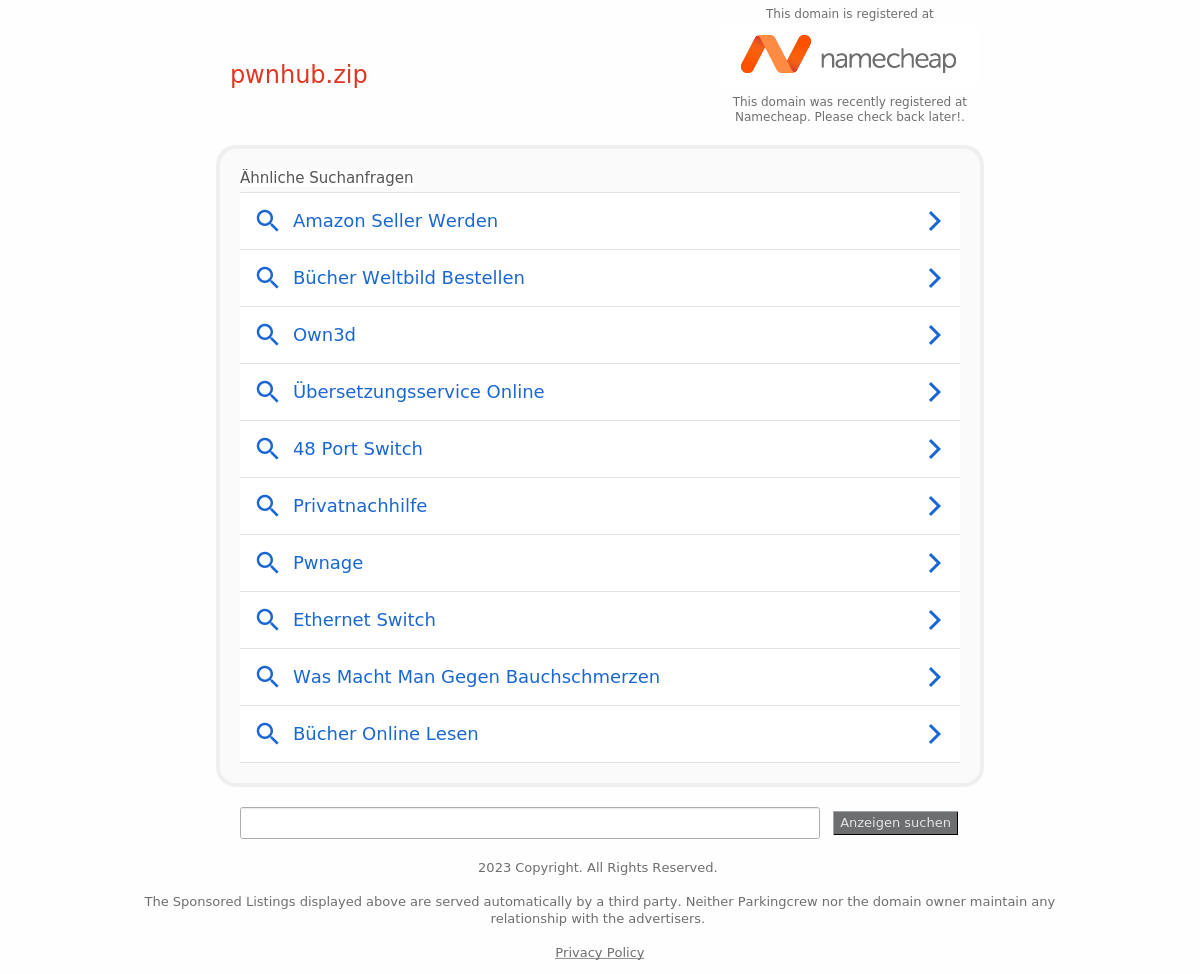 This domain is registered at
namecheap
pwnhub.zip
This domain was recently registered at
Namecheap. Please check back later!.
Ähnliche Suchanfragen
Amazon Seller Werden
Bücher Weltbild Bestellen
Own3d
Übersetzungsservice Online
48 Port Switch
Privatnachhilfe
Pwnage
Ethernet Switch
Was Macht Man Gegen Bauchschmerzen
Bücher Online Lesen
Anzeigen suchen
2023 Copyright. All Rights Reserved.
The Sponsored Listings displayed above are served automatically by a third party. Neither Parkingcrew nor the domain owner maintain any
relationship with the advertisers.
Privacy Policy